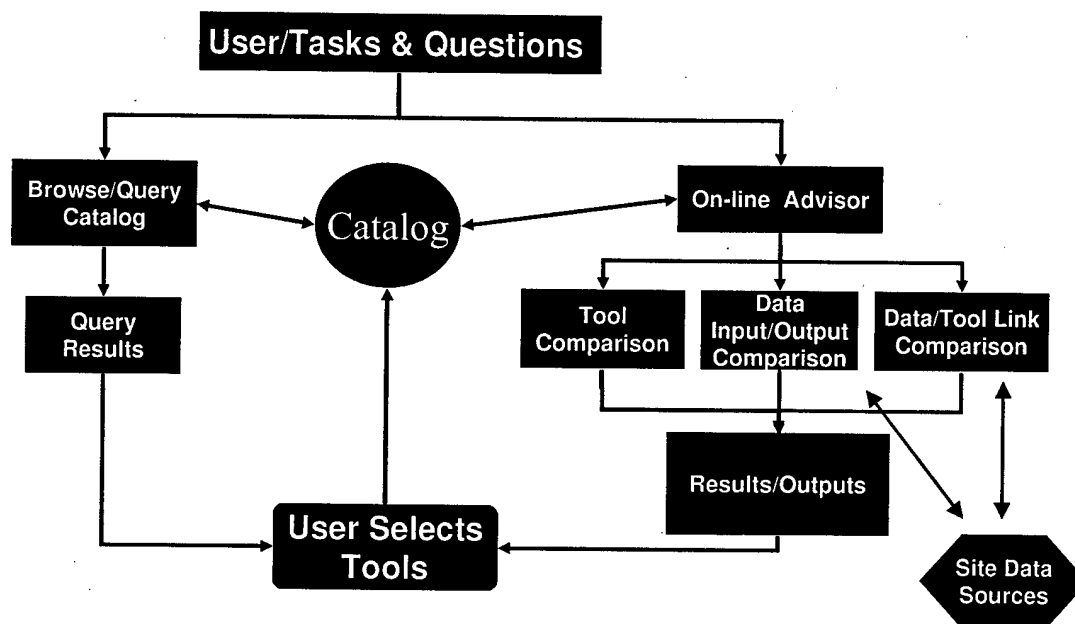 User/Tasks & Questions
Browse/Query
Catalog
Catalog
On-line Advisor
Query
Results
Tool
Comparison
Data
Input/Output
Comparison
Data/Tool Link
Comparison
Results/Outputs
User Selects
Tools
Site Data
Sources